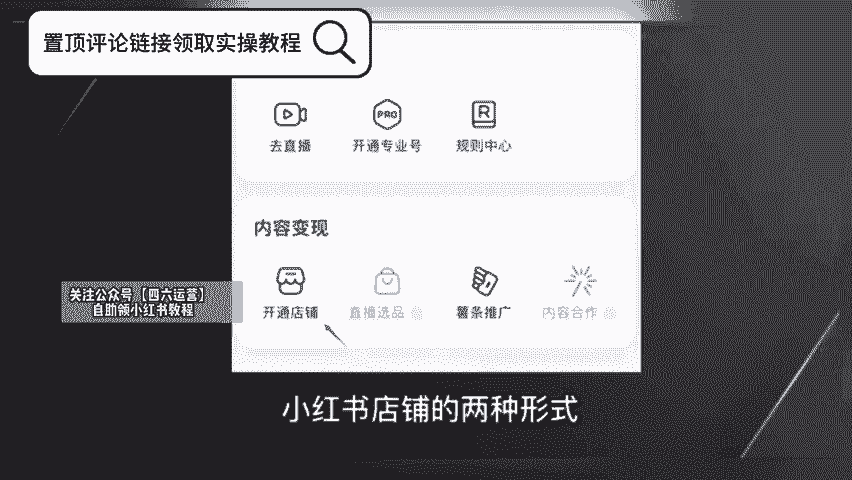 置顶评论链接领取实操教程
去直播
开通专业号
规则中心
内容变现
关注公众号【四六运营】
自助领小红书教程
开通店铺
直播选品
薯条推广
内容合作
小红书店铺的两种形式